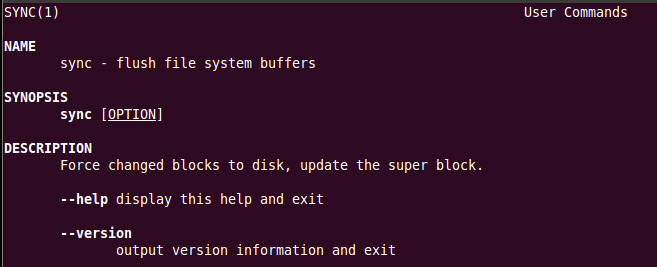 SYNC(1) User Commands
NAME
sync - flush file system buffers
SYNOPSIS
sync [OPTION]
DESCRIPTION
Force changed blocks to disk, update the super block.
--help display this help and exit
--version
output version information and exit